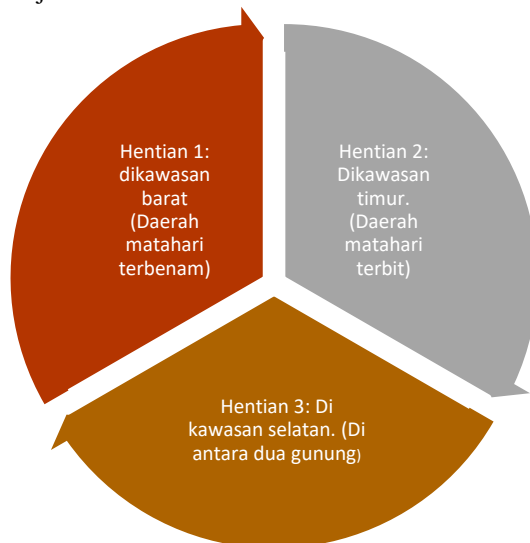 Hentian 1:
dikawasan
barat
(Daerah
matahari
terbenam)
Hentian 2:
Dikawasan
timur.
(Daerah
matahari
terbit)
Hentian 3: Di
kawasan selatan. (Di
antara dua gunung)